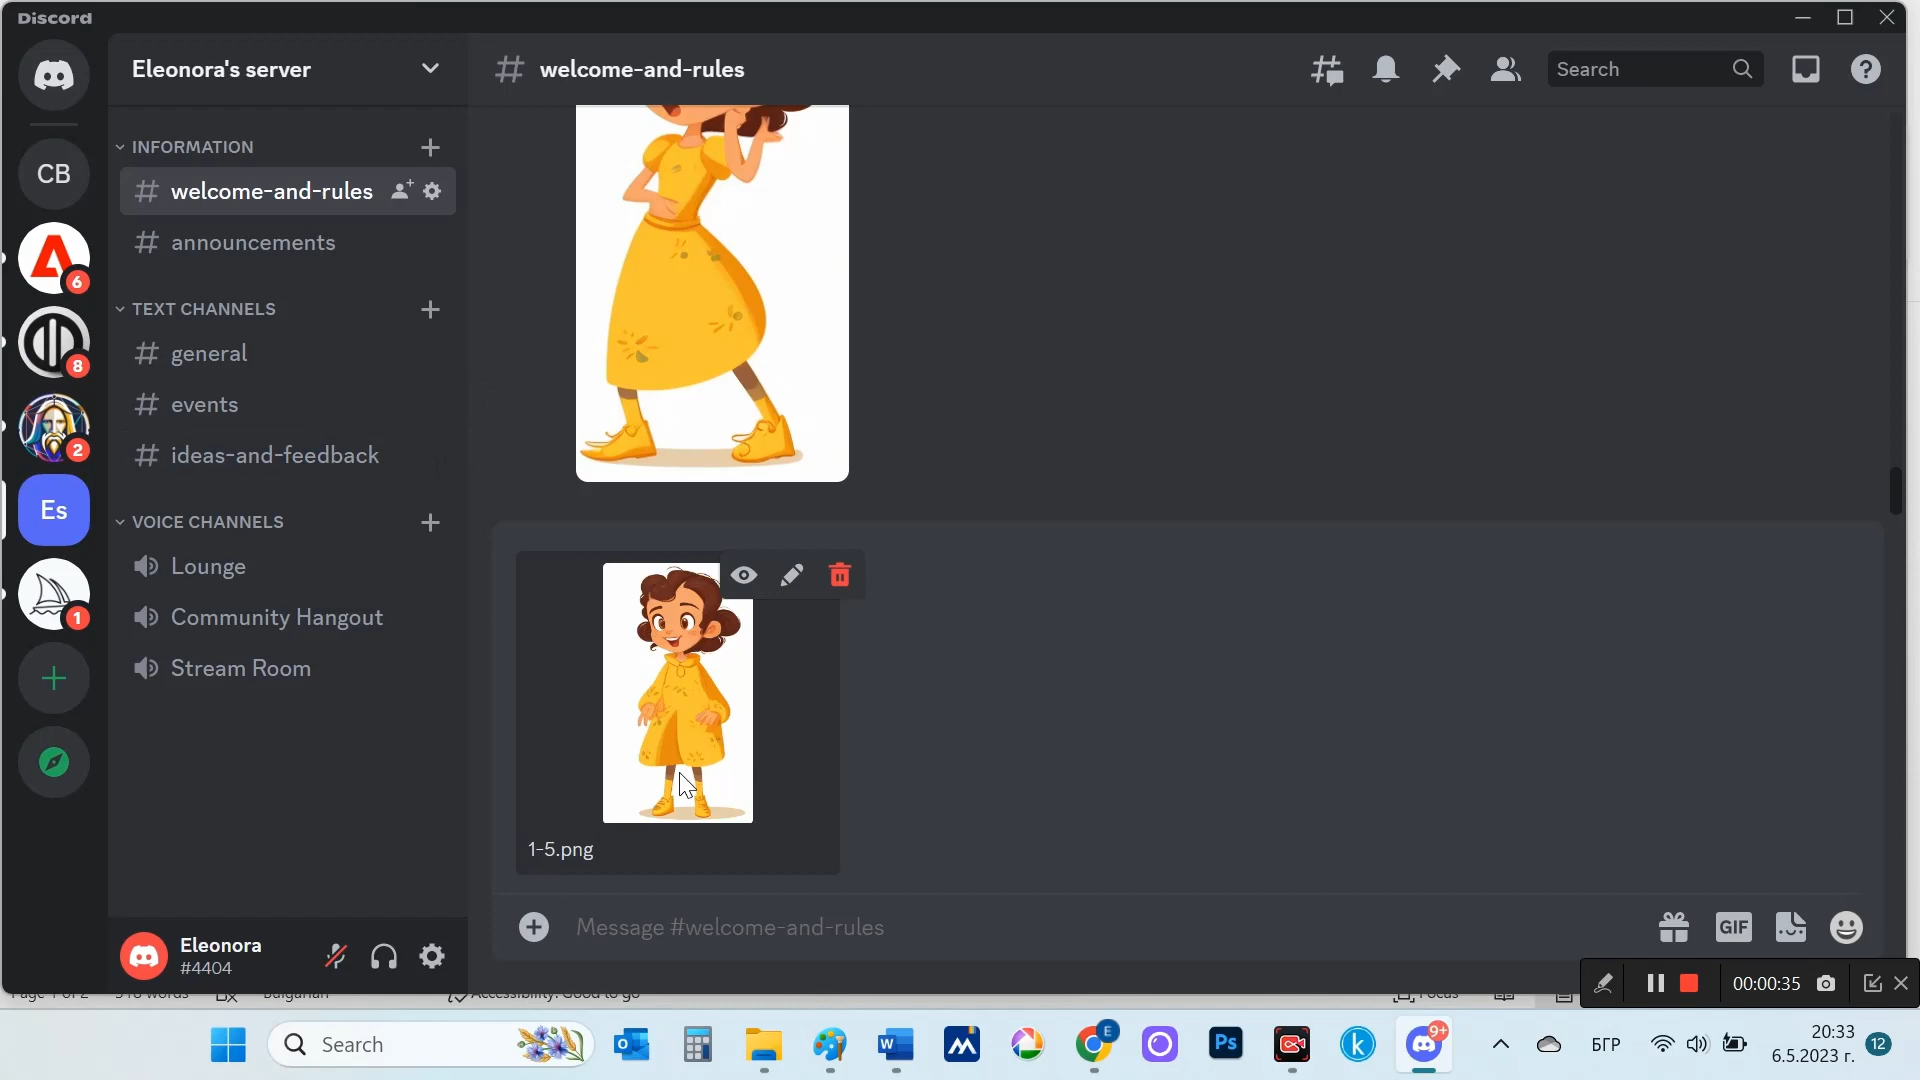 Discord
Eleonora's server
welcome-and-rules
Search
INFORMATION
welcome-and-rules
announcements
TEXT CHANNELS
general
events
ideas-and-feedback
VOICE CHANNELS
Lounge
Community Hangout
Stream Room
CB
6
8
2
Es
1
1-5.png
Message #welcome-and-rules
GIF
Eleonora
#4404
00:00:35
Search
E
Ps
k
9+
БГР
20:33
6.5.2023 г.
12